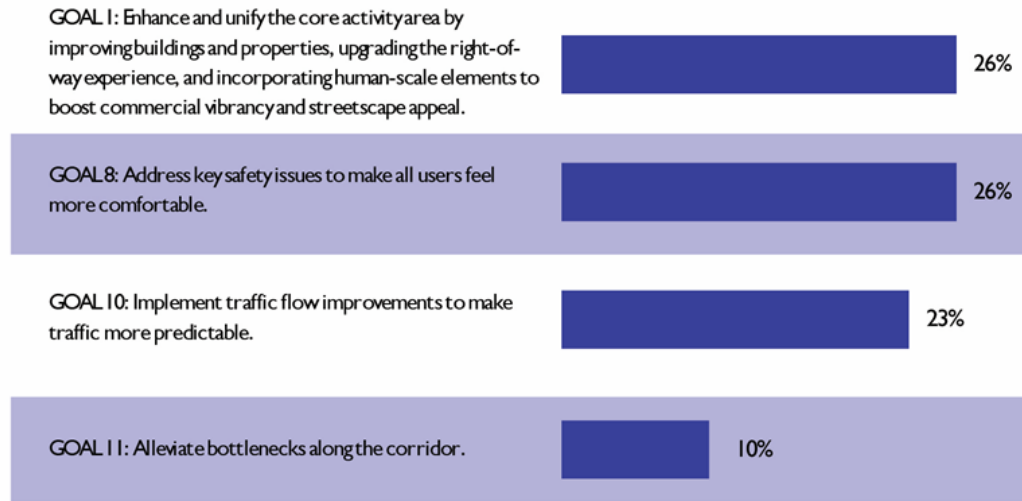 GOAL 1: Enhance and unify the core activity area by
improving buildings and properties, upgrading the right-of-
way experience, and incorporating human-scale elements to
boost commercial vibrancy and streetscape appeal.
26%
GOAL 8: Address key safety issues to make all users feel
more comfortable.
26%
GOAL 10: Implement traffic flow improvements to make
traffic more predictable.
23%
GOAL 11: Alleviate bottlenecks along the corridor.
10%